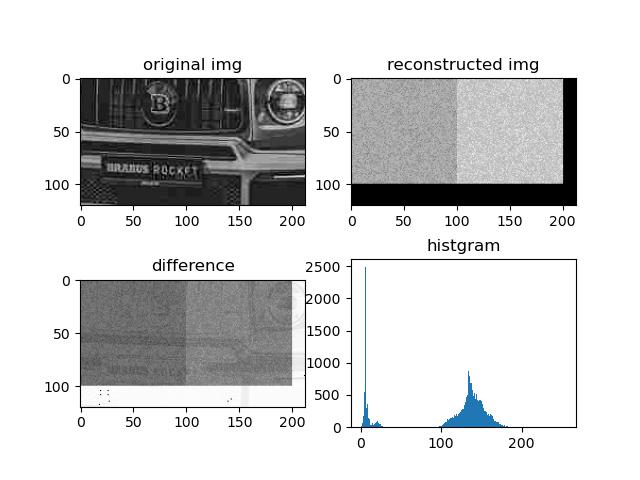 original img
reconstructed img
0
50
100
0 50 100 150 200
B
BRABUS ROCKET
0
50
100
0 50 100 150 200
difference
histgram
0
50
100
0 50 100 150 200
2500
2000
1500
1000
500
0
0 100 200